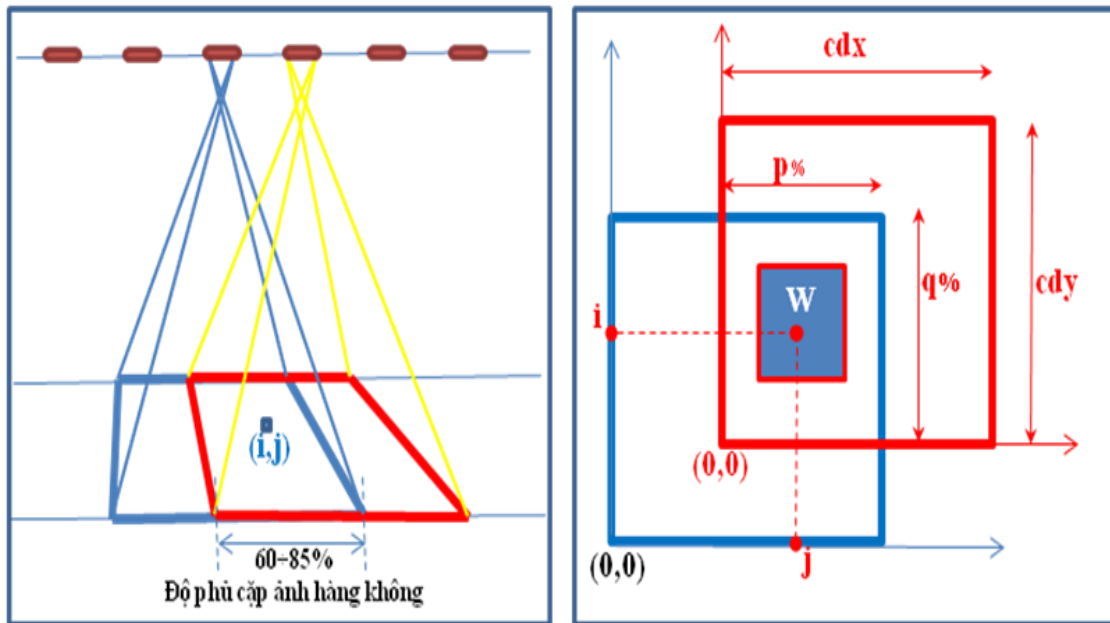 (i,j)
60÷85%
Độ phủ cặp ảnh hàng không
cdx
p%
W
q%
cdy
i
(0,0)
(0,0)
j